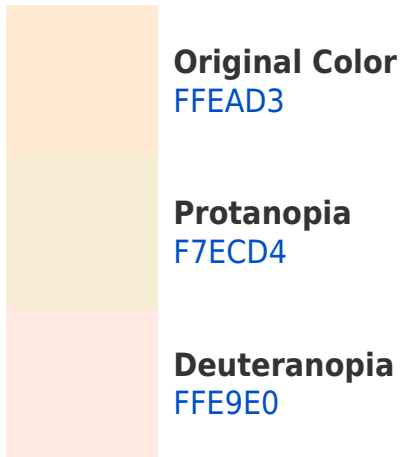 Original Color
FFEAD3
Protanopia
F7ECD4
Deuteranopia
FFE9E0